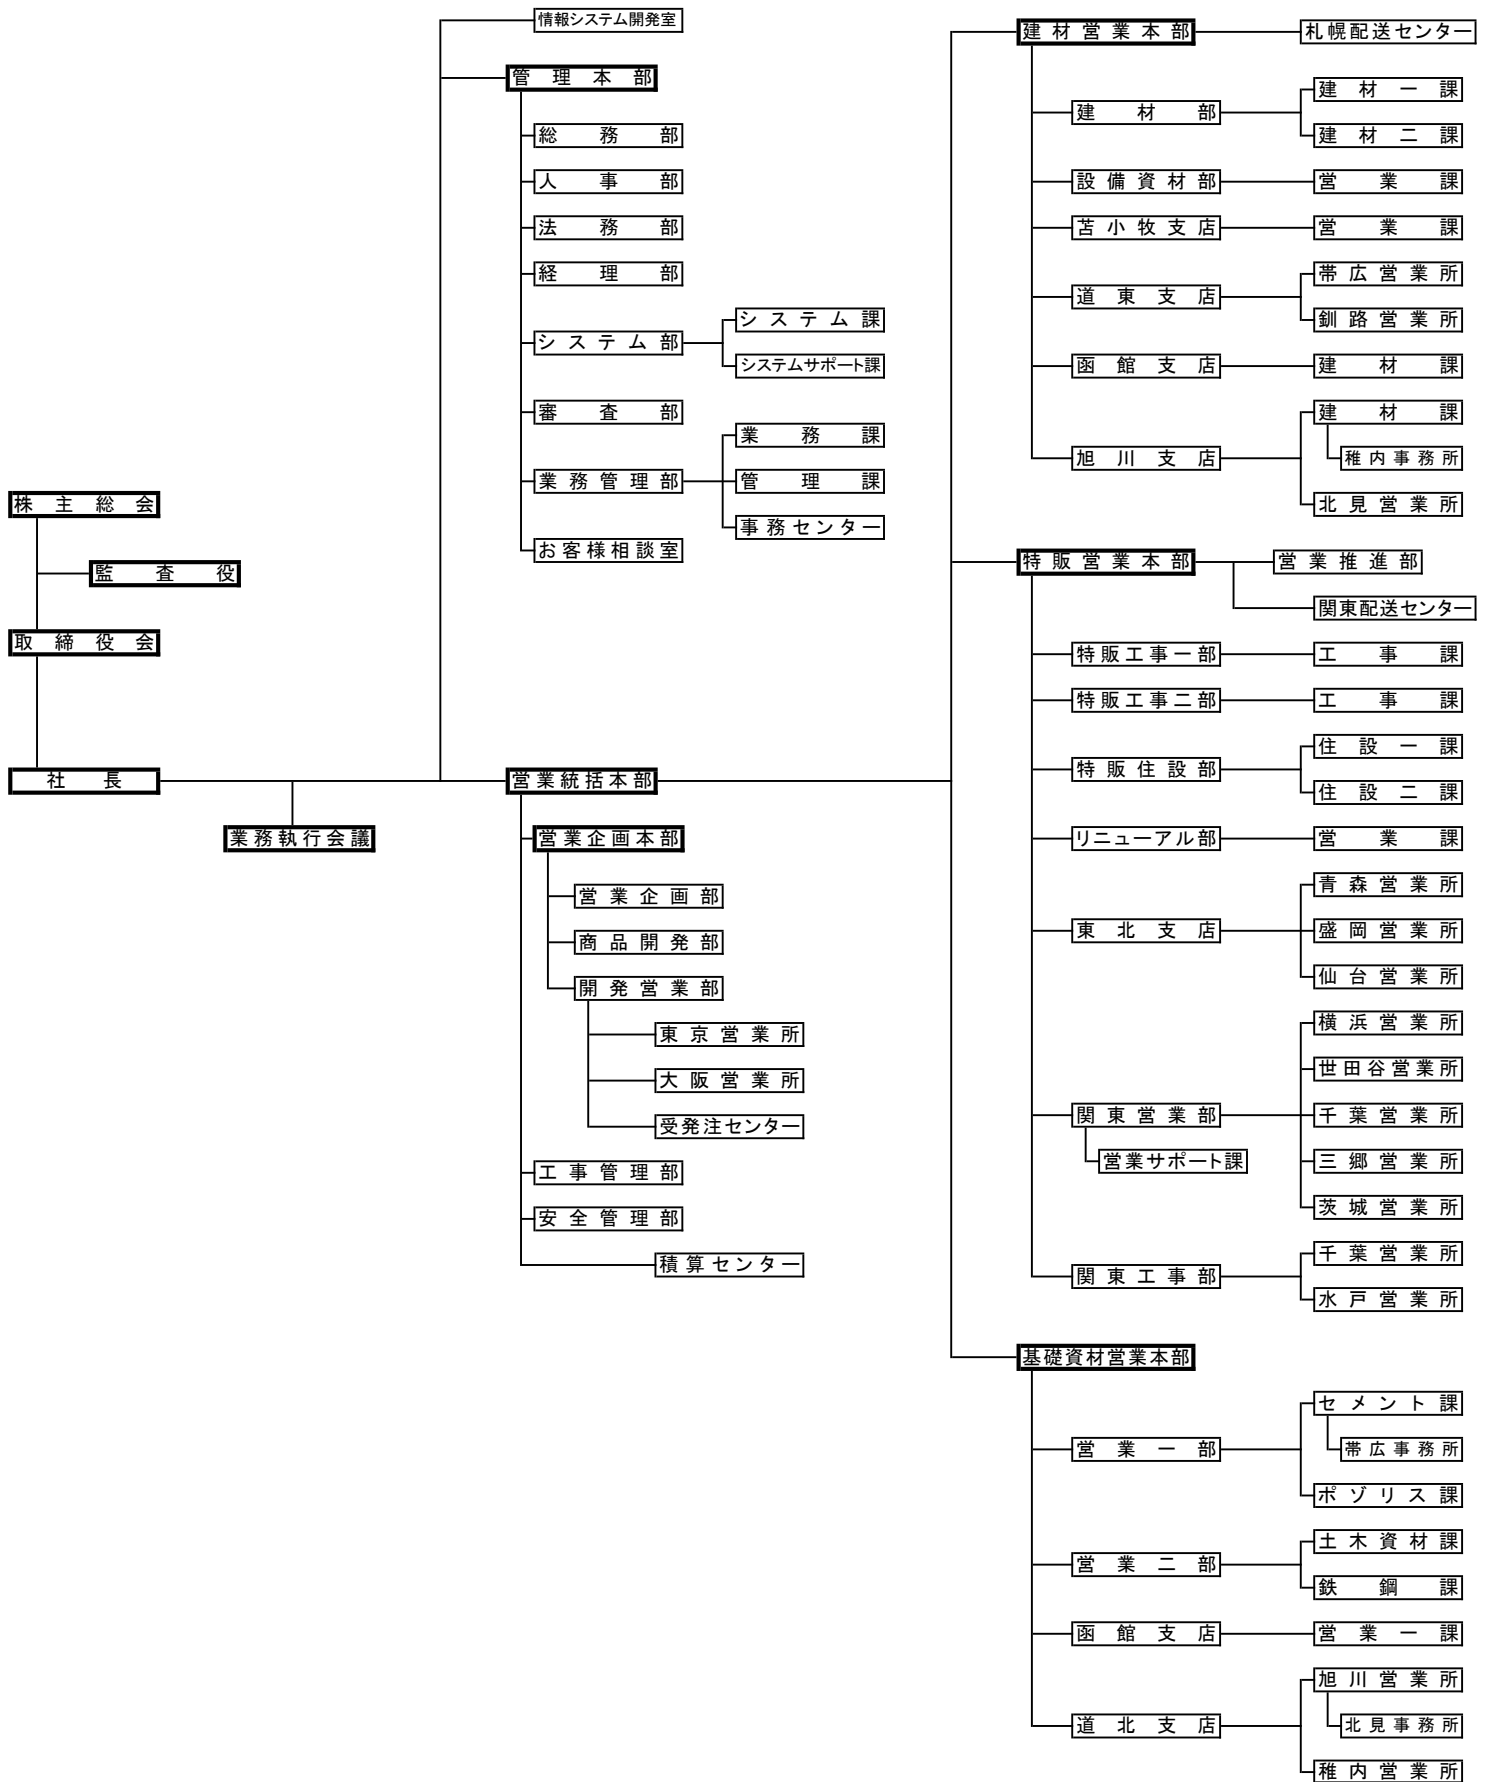 株主総会
監査役
取締役会
社長
業務執行会議
情報システム開発室
管理本部
総務部
人事部
法務部
経理部
システム部
システム課
システムサポート課
審査部
業務管理部
業務課
管理課
事務センター
お客様相談室
営業統括本部
営業企画本部
営業企画部
商品開発部
開発営業部
東京営業所
大阪営業所
受発注センター
工事管理部
安全管理部
積算センター
建材営業本部
札幌配送センター
建材部
建材一課
建材二課
設備資材部
営業課
苫小牧支店
営業課
道東支店
帯広営業所
釧路営業所
函館支店
建材課
旭川支店
建材課
稚内事務所
北見営業所
特販営業本部
営業推進部
関東配送センター
特販工事一部
工事課
特販工事二部
工事課
特販住設部
住設一課
住設二課
リニューアル部
営業課
東北支店
青森営業所
盛岡営業所
仙台営業所
関東営業部
営業サポート課
横浜営業所
世田谷営業所
千葉営業所
三郷営業所
茨城営業所
関東工事部
千葉営業所
水戸営業所
基礎資材営業本部
営業一部
セメント課
帯広事務所
ポゾリス課
営業二部
土木資材課
鉄鋼課
函館支店
営業一課
道北支店
旭川営業所
北見事務所
稚内営業所